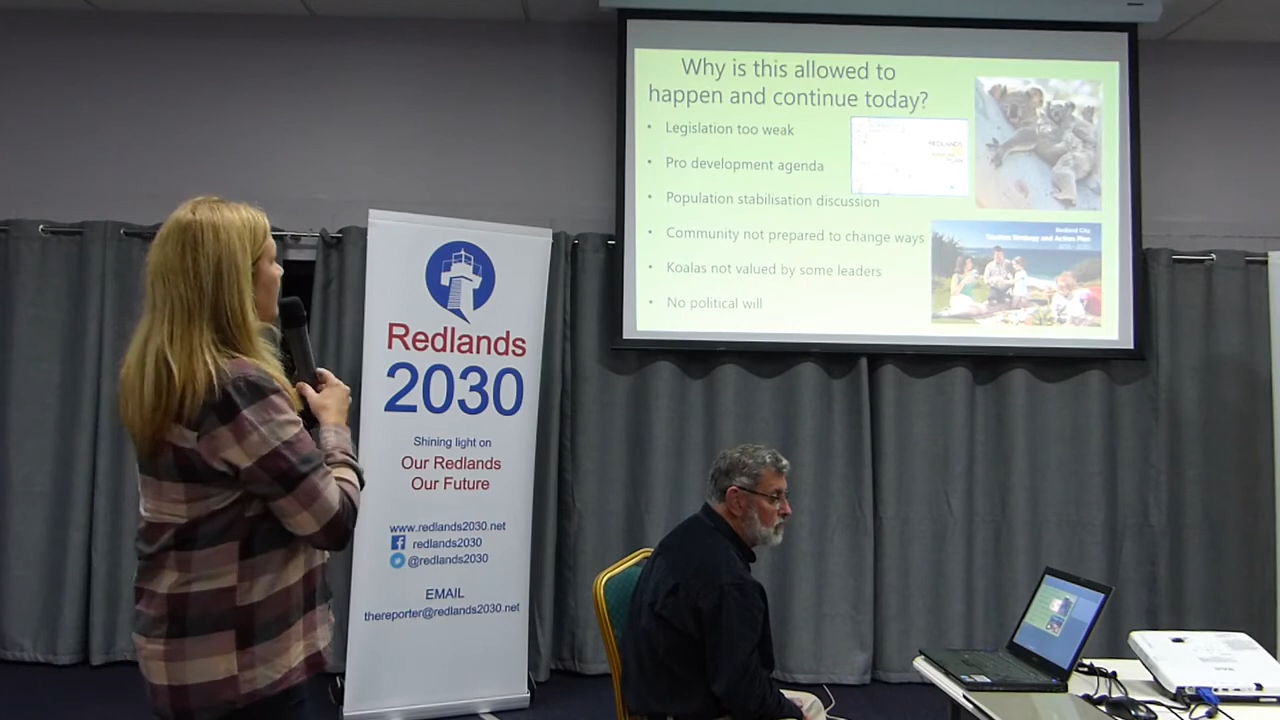 Why is this allowed to
happen and continue today?
• Legislation too weak
• Pro development agenda
• Population stabilisation discussion
• Community not prepared to change ways
• Koalas not valued by some leaders
• No political will
REDLANDS
Redland City
Tourism Strategy and Action Plan
Redlands
2030
Shining light on
Our Redlands
Our Future
www.redlands2030.net
redlands2030
@redlands2030
EMAIL
thereporter@redlands2030.net